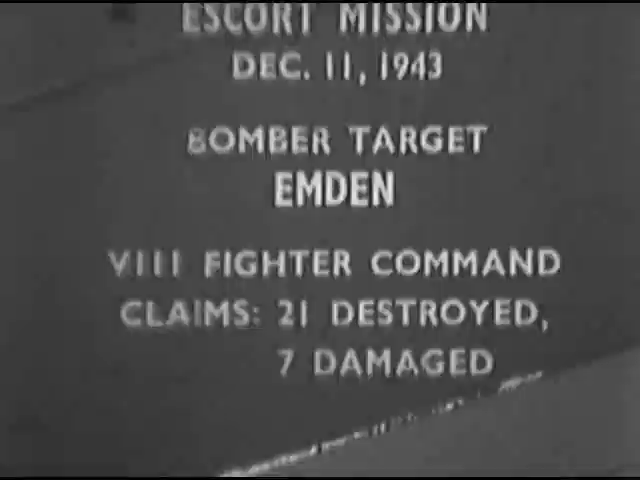 ESCORT MISSION
DEC. 11, 1943
BOMBER TARGET
EMDEN
VIII FIGHTER COMMAND
CLAIMS: 21 DESTROYED,
7 DAMAGED